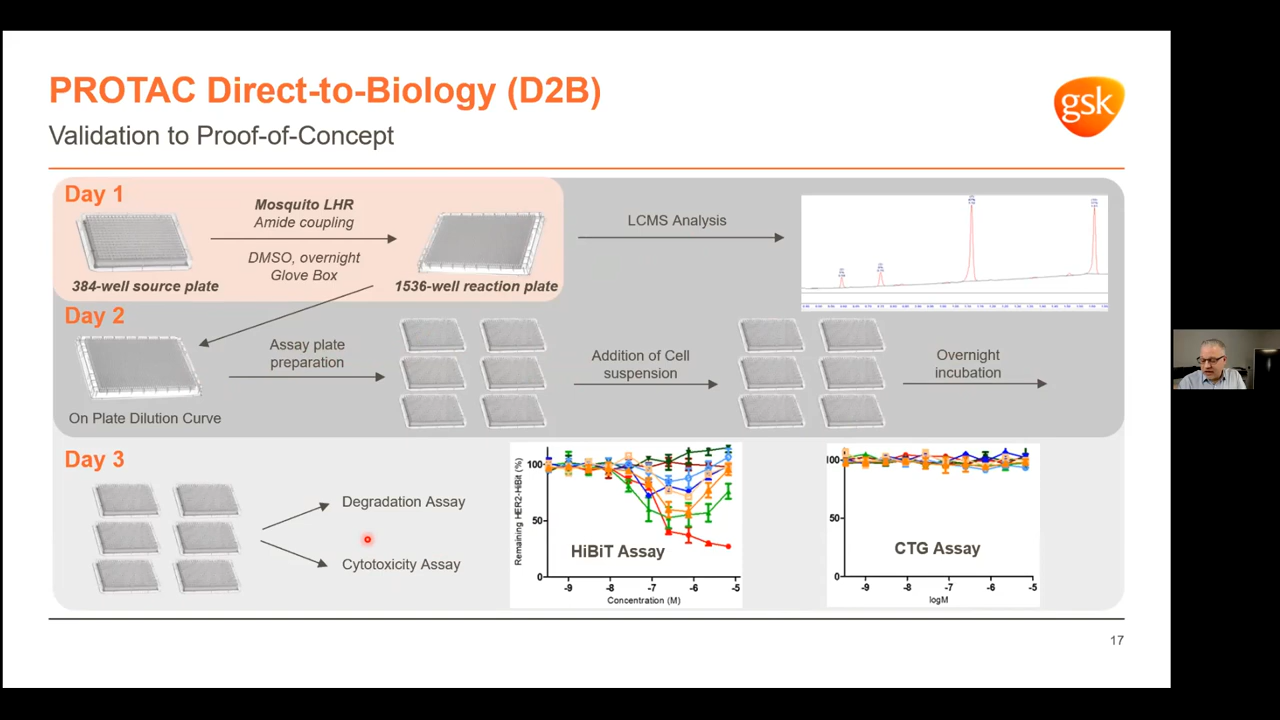 PROTAC Direct-to-Biology (D2B)
Validation to Proof-of-Concept
gsk
Day 1
Mosquito LHR
Amide coupling
DMSO, overnight
Glove Box
384-well source plate
1536-well reaction plate
LCMS Analysis
Day 2
On Plate Dilution Curve
Assay plate
preparation
Addition of Cell
suspension
Overnight
incubation
Day 3
Degradation Assay
Cytotoxicity Assay
Remaining HER2-HiBit (%)
100
50
0
HiBiT Assay
-9 -8 -7 -6 -5
Concentration (M)
100
50
0
CTG Assay
-9 -8 -7 -6 -5
logM
17